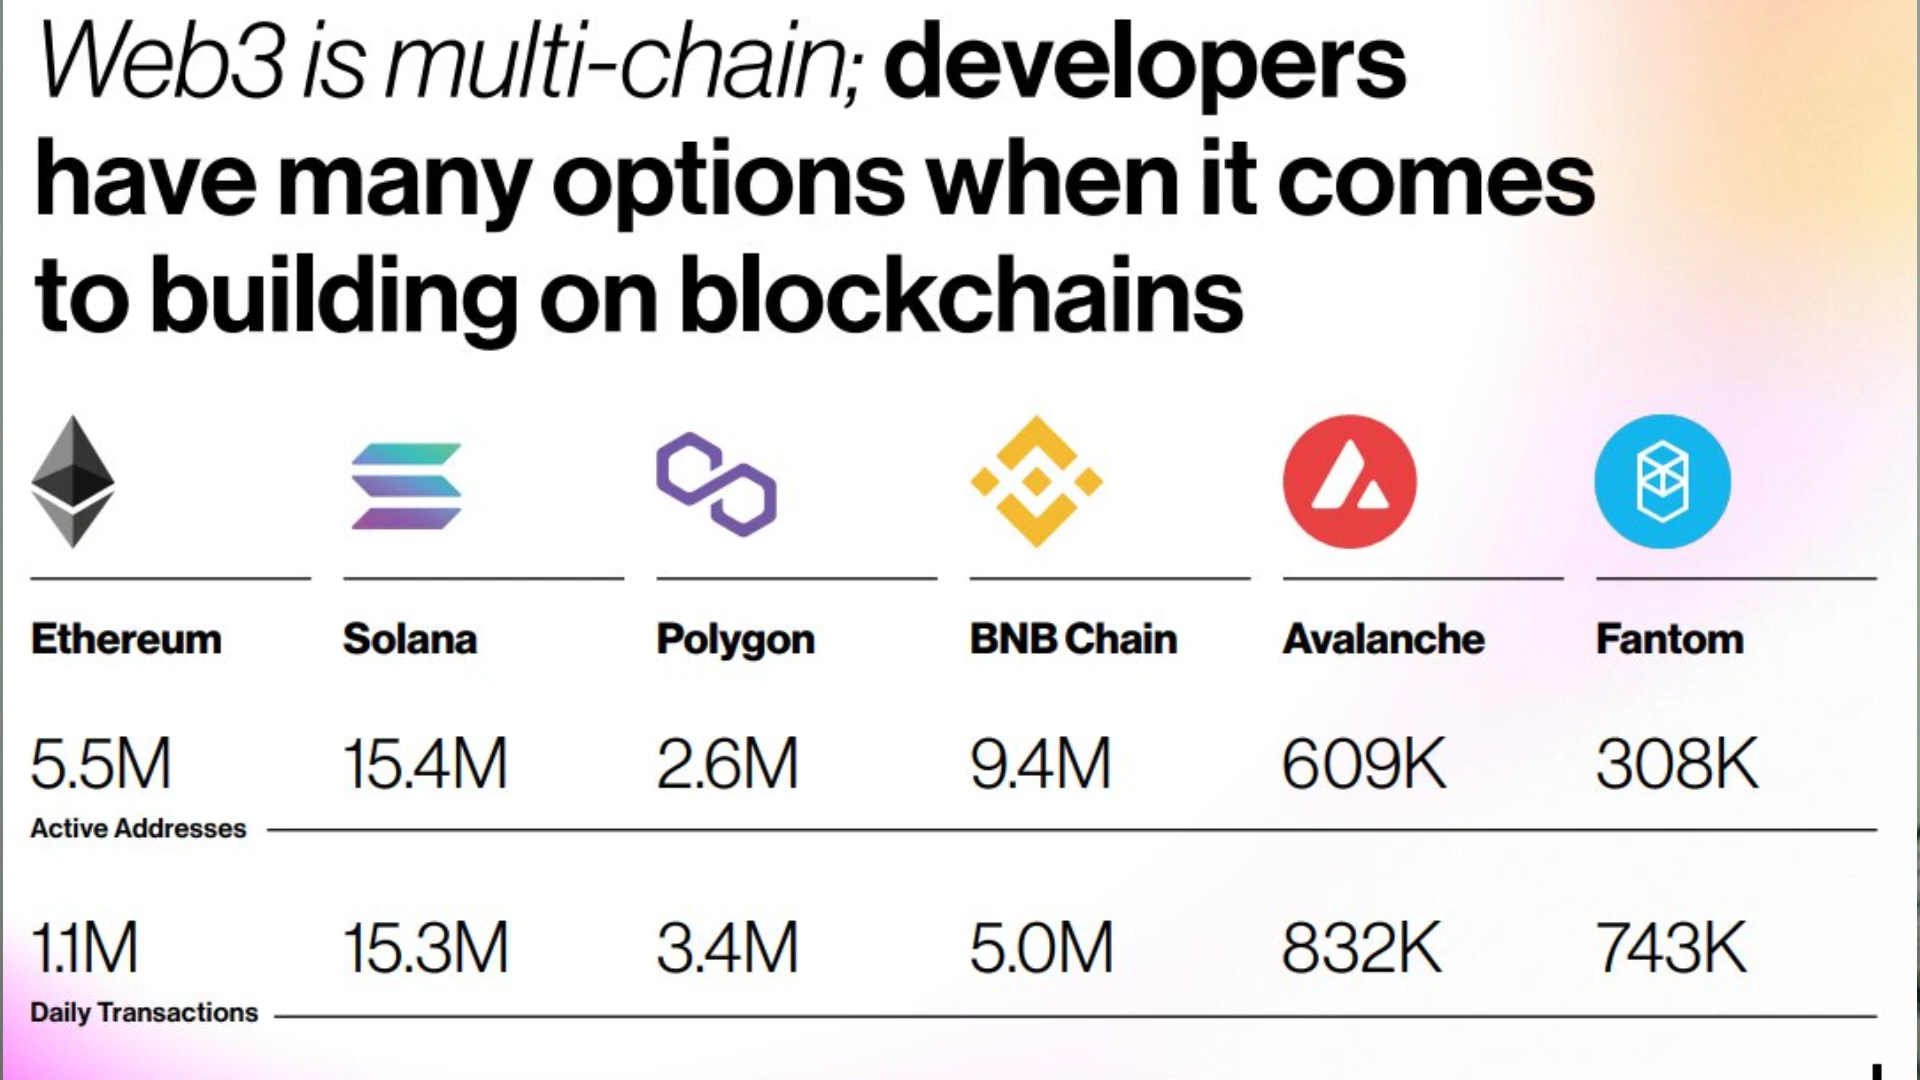 Web3 is multi-chain; developers
have many options when it comes
to building on blockchains
Ethereum Solana Polygon BNB Chain Avalanche Fantom
5.5M 15.4M 2.6M 9.4M 609K 308K
Active Addresses
1.1M 15.3M 3.4M 5.0M 832K 743K
Daily Transactions